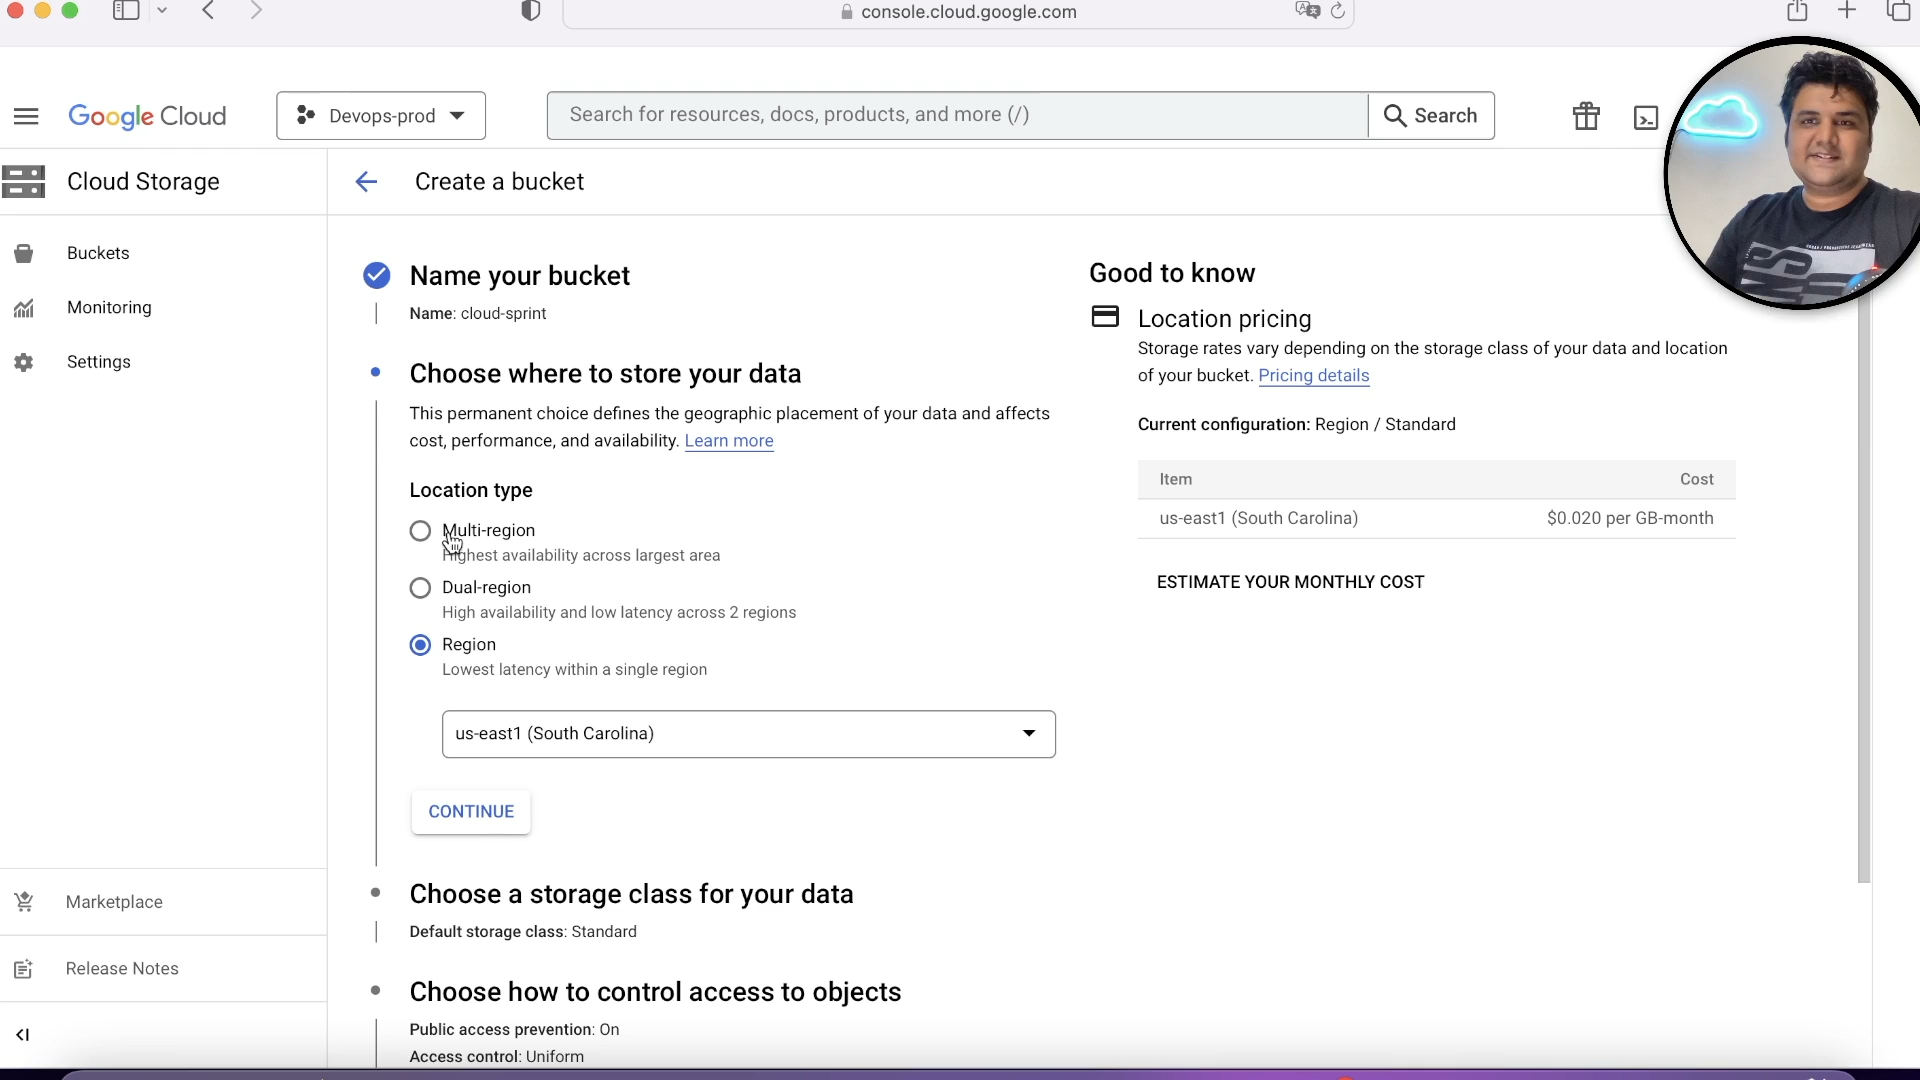 console.cloud.google.com
Google Cloud
Devops-prod
Search for resources, docs, products, and more (/)
Search
Cloud Storage
Create a bucket
Buckets
Monitoring
Settings
Marketplace
Release Notes
Name your bucket
Name: cloud-sprint
Choose where to store your data
This permanent choice defines the geographic placement of your data and affects
cost, performance, and availability. Learn more
Location type
Multi-region
Highest availability across largest area
Dual-region
High availability and low latency across 2 regions
Region
Lowest latency within a single region
us-east1 (South Carolina)
CONTINUE
Choose a storage class for your data
Default storage class: Standard
Choose how to control access to objects
Public access prevention: On
Access control: Uniform
Good to know
Location pricing
Storage rates vary depending on the storage class of your data and location
of your bucket. Pricing details
Current configuration: Region / Standard
Item Cost
us-east1 (South Carolina) $0.020 per GB-month
ESTIMATE YOUR MONTHLY COST